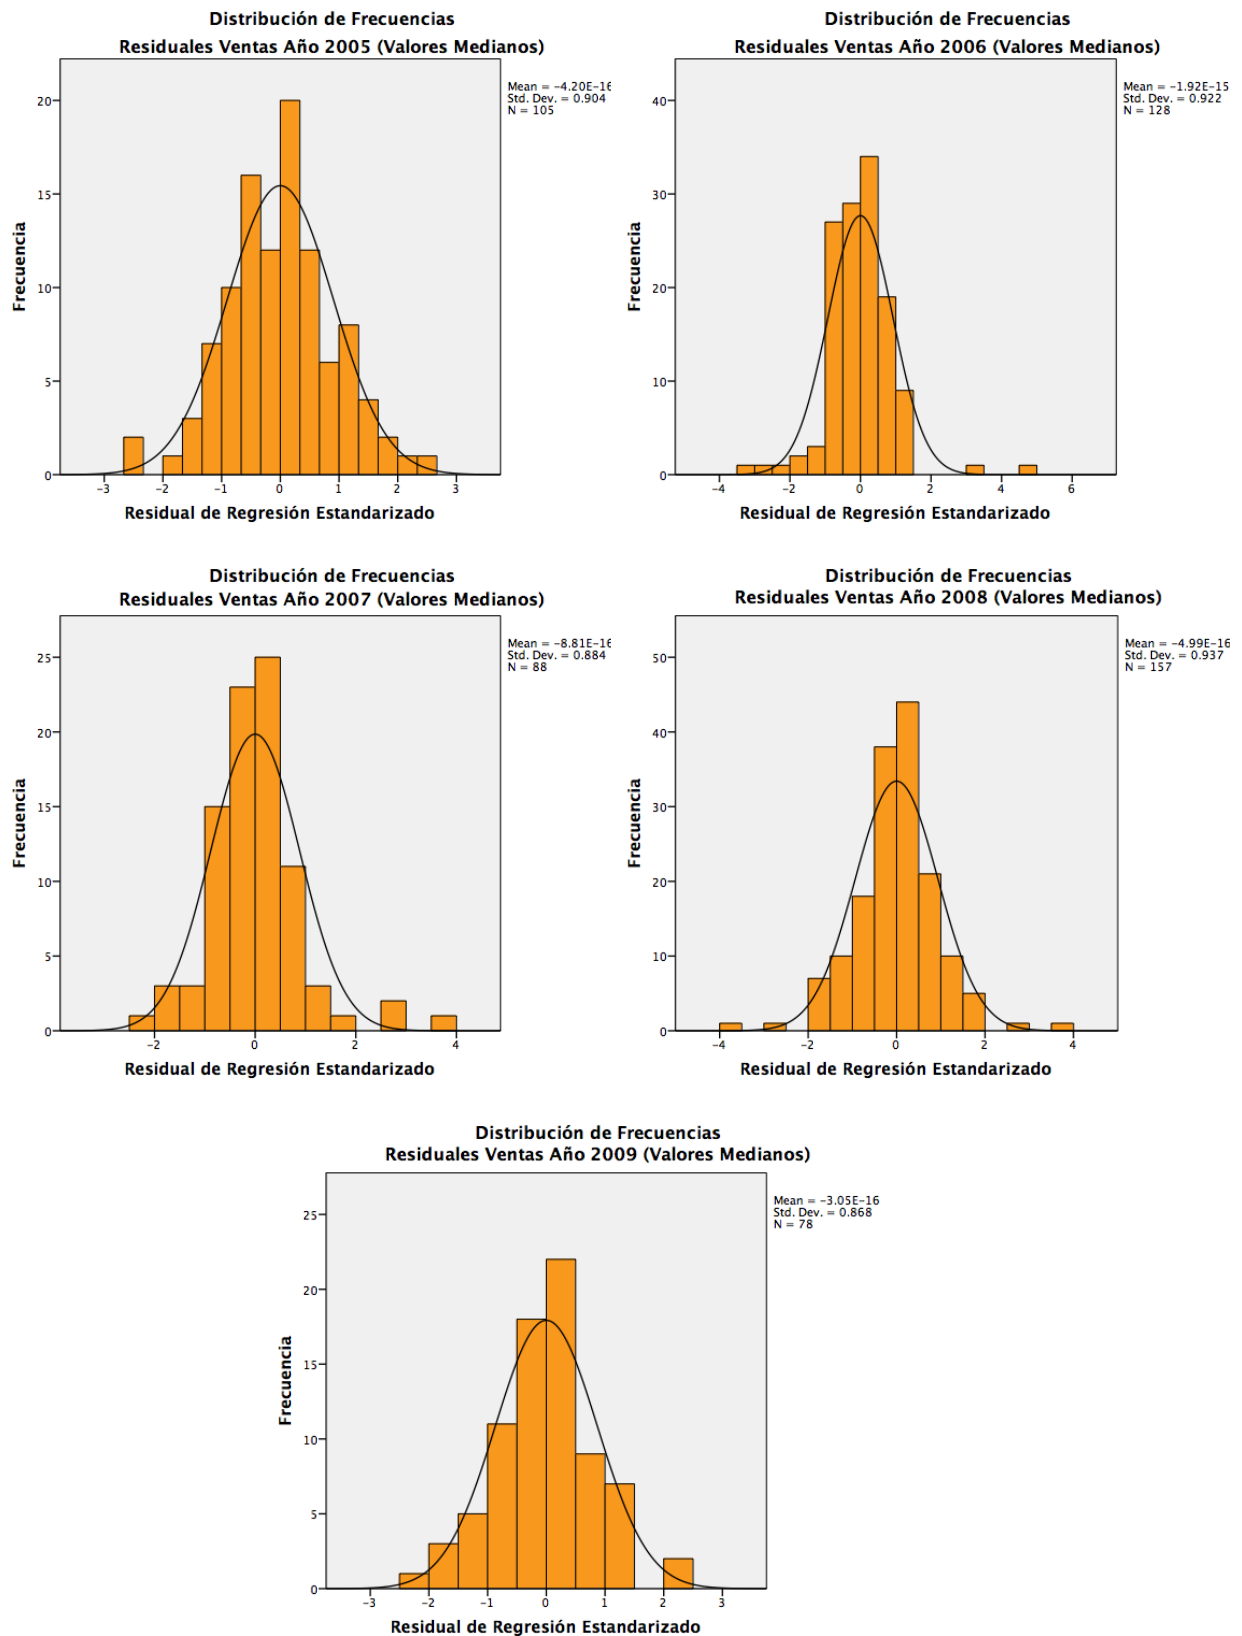 Distribución de Frecuencias
Residuales Ventas Año 2005 (Valores Medianos)
Mean = -4.20E-16
Std. Dev. = 0.904
N = 105
Frecuencia
20
15
10
5
0
-3 -2 -1 0 1 2 3
Residual de Regresión Estandarizado
Distribución de Frecuencias
Residuales Ventas Año 2006 (Valores Medianos)
Mean = -1.92E-15
Std. Dev. = 0.922
N = 128
Frecuencia
40
30
20
10
0
-4 -2 0 2 4 6
Residual de Regresión Estandarizado
Distribución de Frecuencias
Residuales Ventas Año 2007 (Valores Medianos)
Mean = -8.81E-16
Std. Dev. = 0.884
N = 88
Frecuencia
25
20
15
10
5
0
-2 0 2 4
Residual de Regresión Estandarizado
Distribución de Frecuencias
Residuales Ventas Año 2008 (Valores Medianos)
Mean = -4.99E-16
Std. Dev. = 0.937
N = 157
Frecuencia
50
40
30
20
10
0
-4 -2 0 2 4
Residual de Regresión Estandarizado
Distribución de Frecuencias
Residuales Ventas Año 2009 (Valores Medianos)
Mean = -3.05E-16
Std. Dev. = 0.868
N = 78
Frecuencia
25
20
15
10
5
0
-3 -2 -1 0 1 2 3
Residual de Regresión Estandarizado